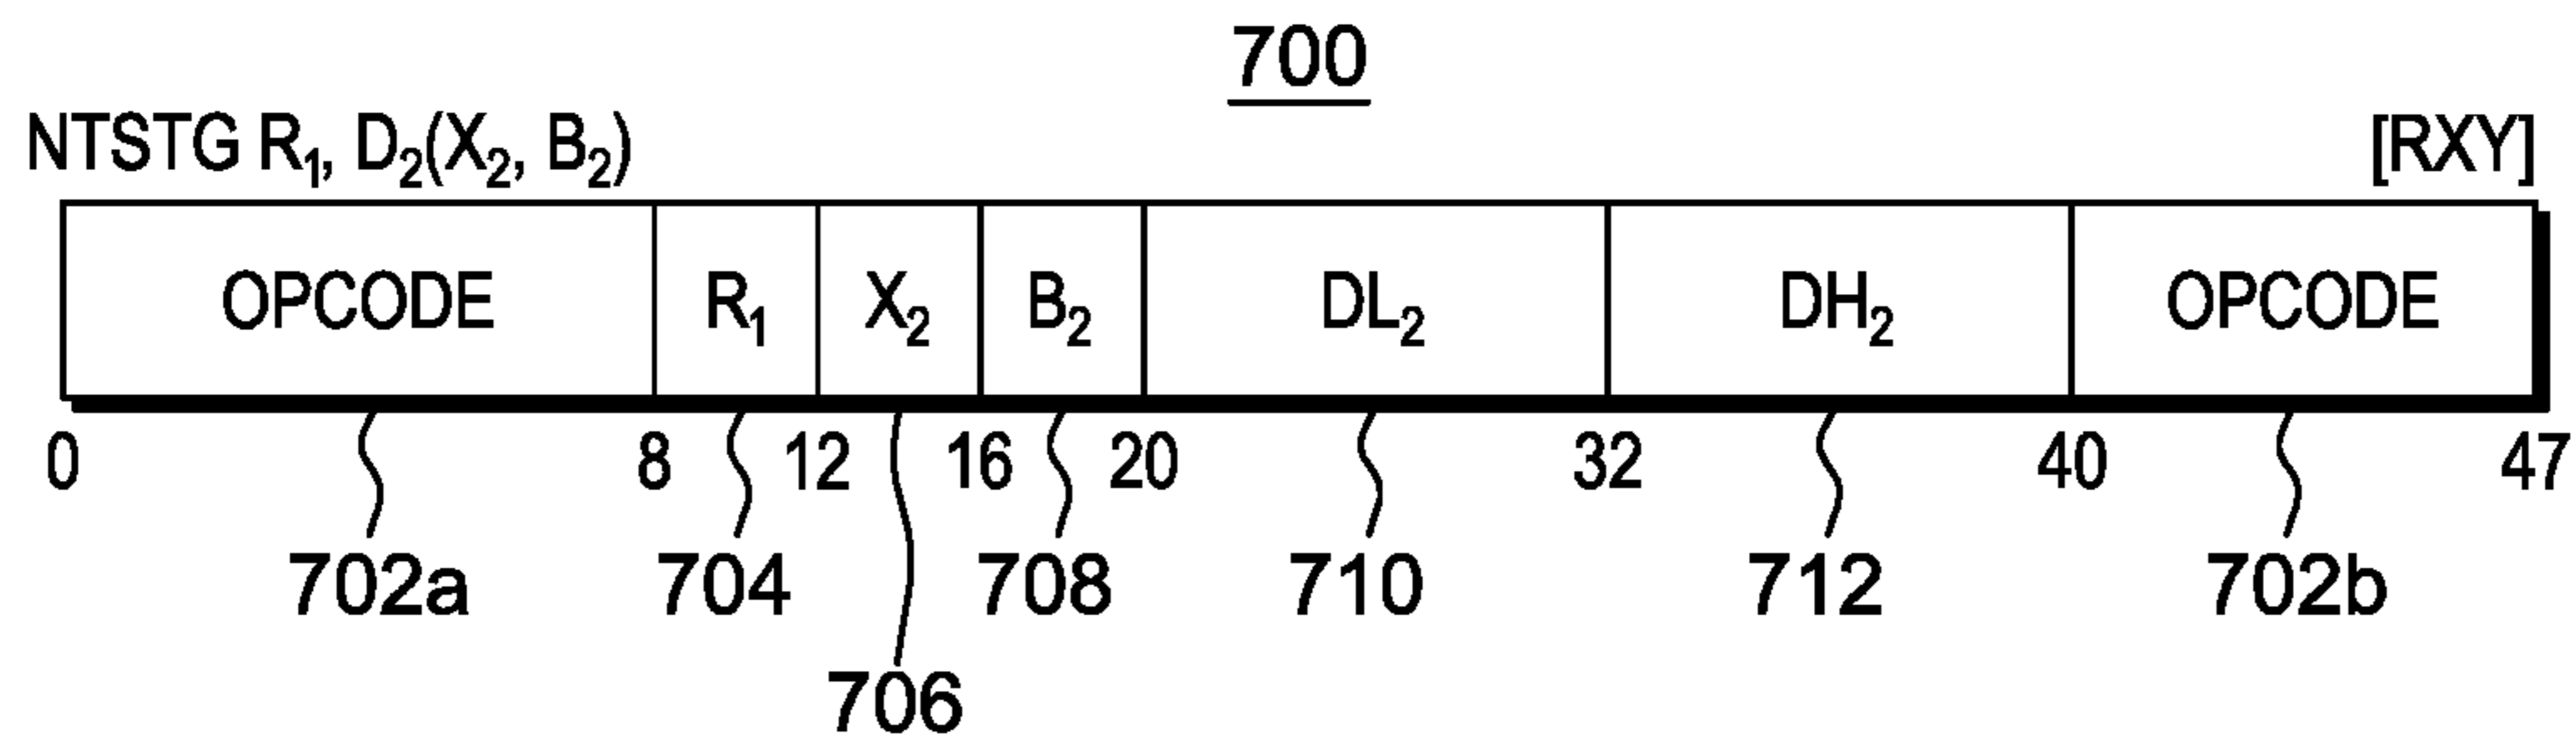 700
NTSTG R1, D2(X2, B2) [RXY]
OPCODE R1 X2 B2 DL2 DH2 OPCODE
0 8 12 16 20 32 40 47
702a 704 708 710 712 702b
706